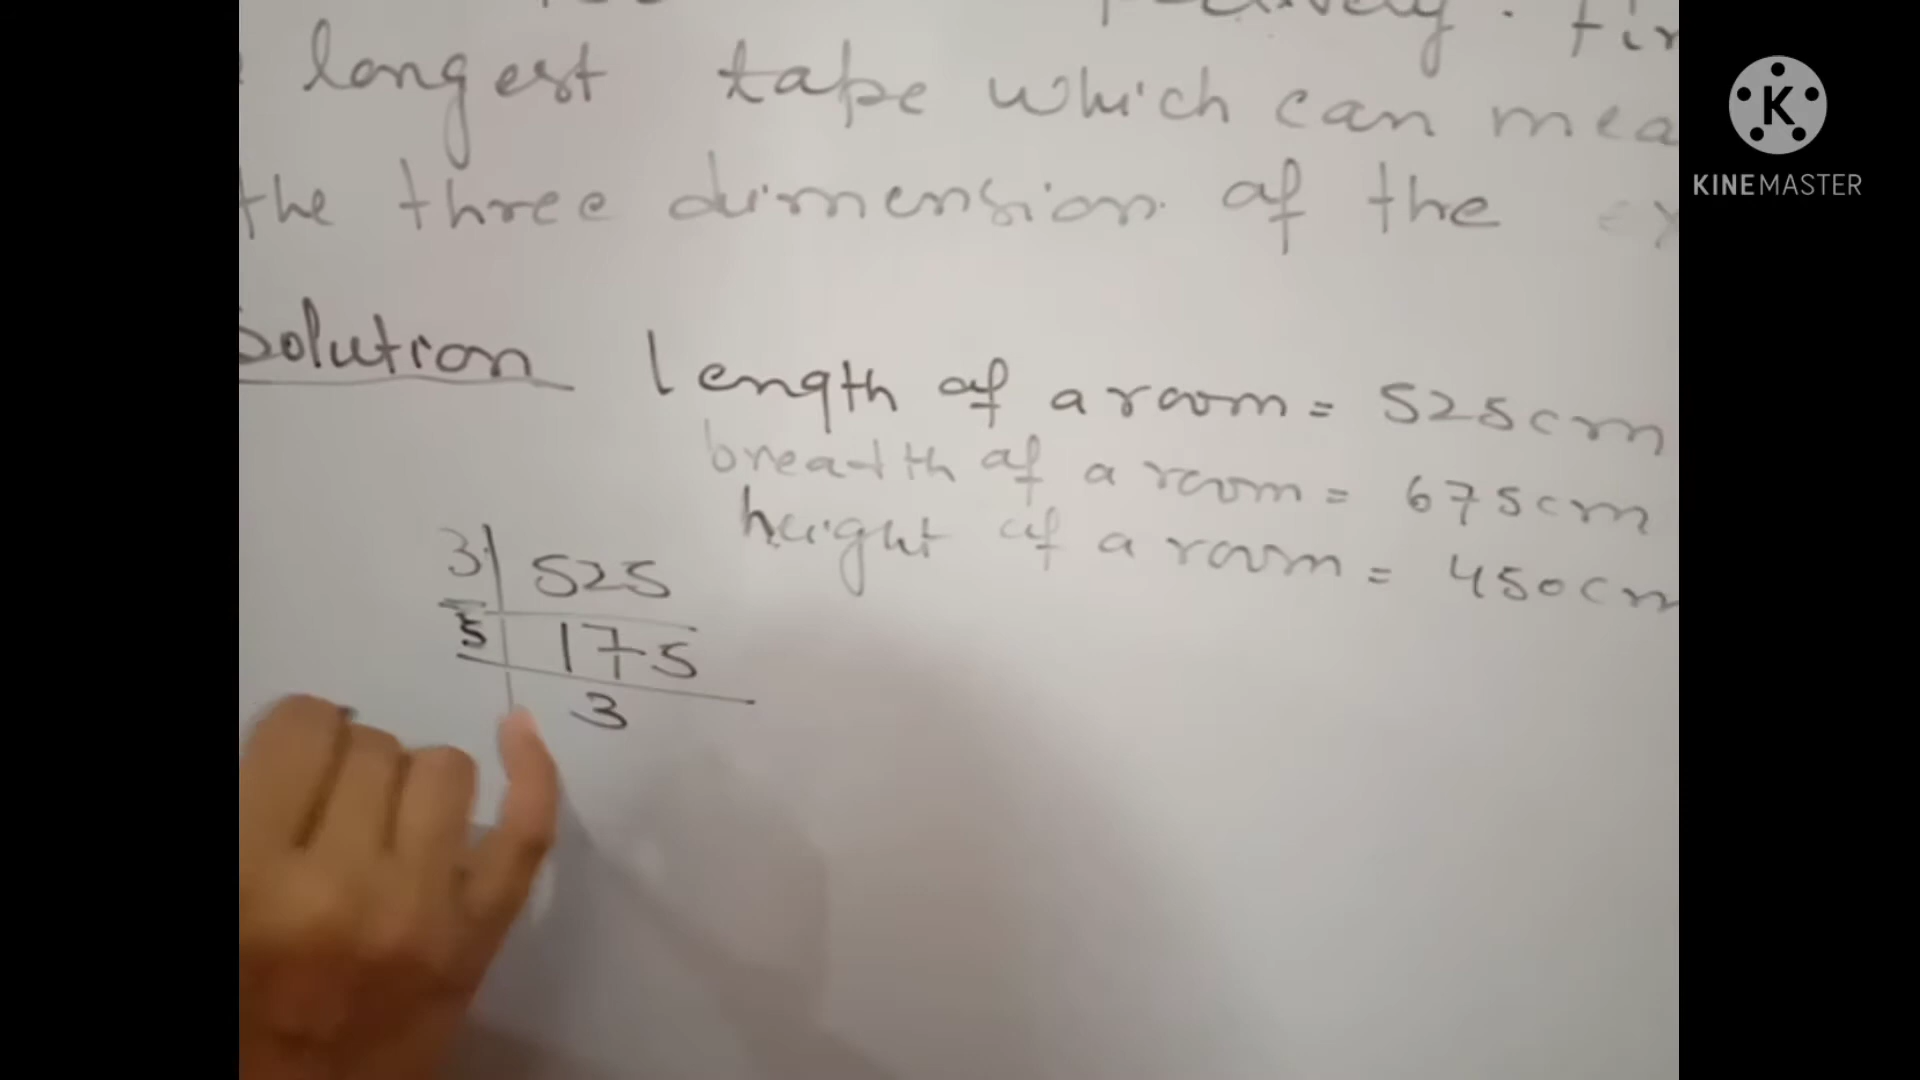 longest tape which can mea
the three dimension of the
Solution length of a room = 525cm
breadth of a room = 675cm
height of a room = 450cm
3 525
5 175
3
K
KINEMASTER